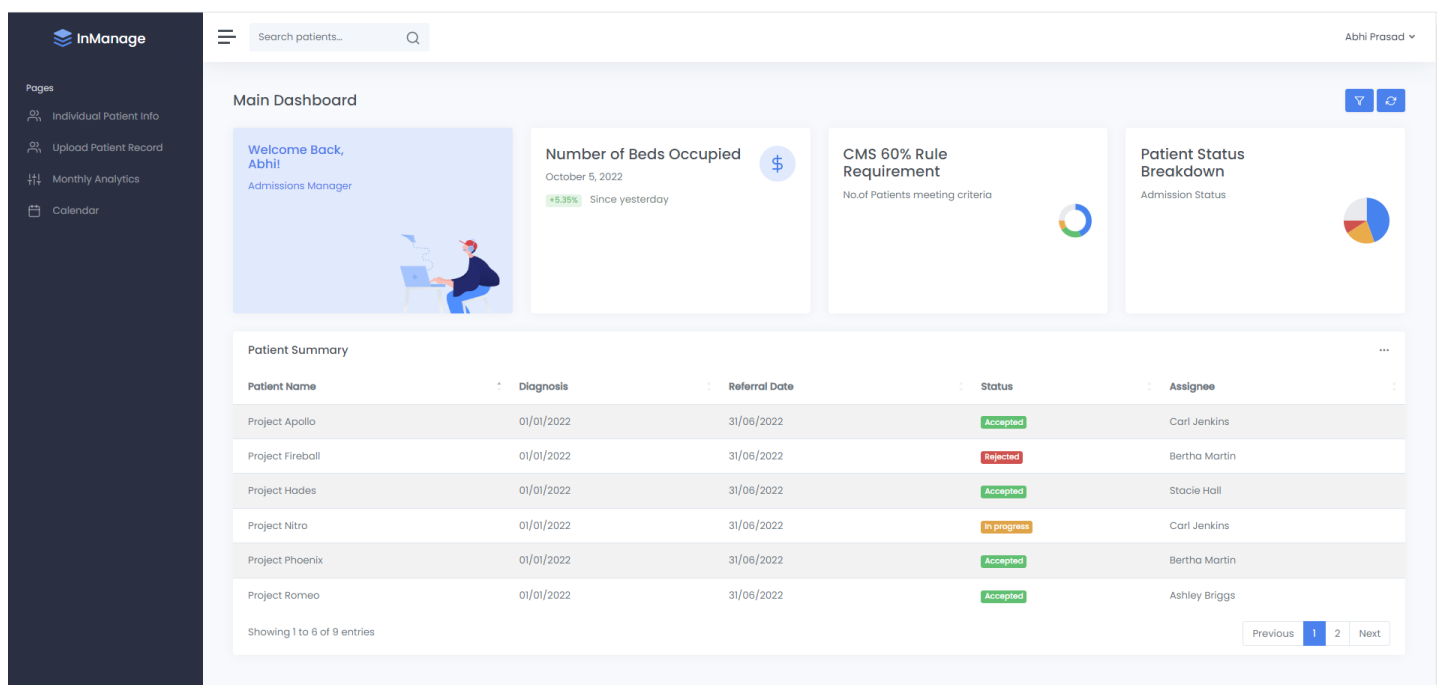 InManage
Search patients...
Abhi Prasad
Pages
Individual Patient Info
Upload Patient Record
Monthly Analytics
Calendar
Main Dashboard
Welcome Back,
Abhi!
Admissions Manager
Number of Beds Occupied
$
October 5, 2022
+5.35% Since yesterday
CMS 60% Rule
Requirement
No.of Patients meeting criteria
Patient Status
Breakdown
Admission Status
Patient Summary
...
Patient Name Diagnosis Referral Date Status Assignee
Project Apollo 01/01/2022 31/06/2022 Accepted Carl Jenkins
Project Fireball 01/01/2022 31/06/2022 Rejected Bertha Martin
Project Hades 01/01/2022 31/06/2022 Accepted Stacie Hall
Project Nitro 01/01/2022 31/06/2022 In progress Carl Jenkins
Project Phoenix 01/01/2022 31/06/2022 Accepted Bertha Martin
Project Romeo 01/01/2022 31/06/2022 Accepted Ashley Briggs
Showing 1 to 6 of 9 entries
Previous 1 2 Next